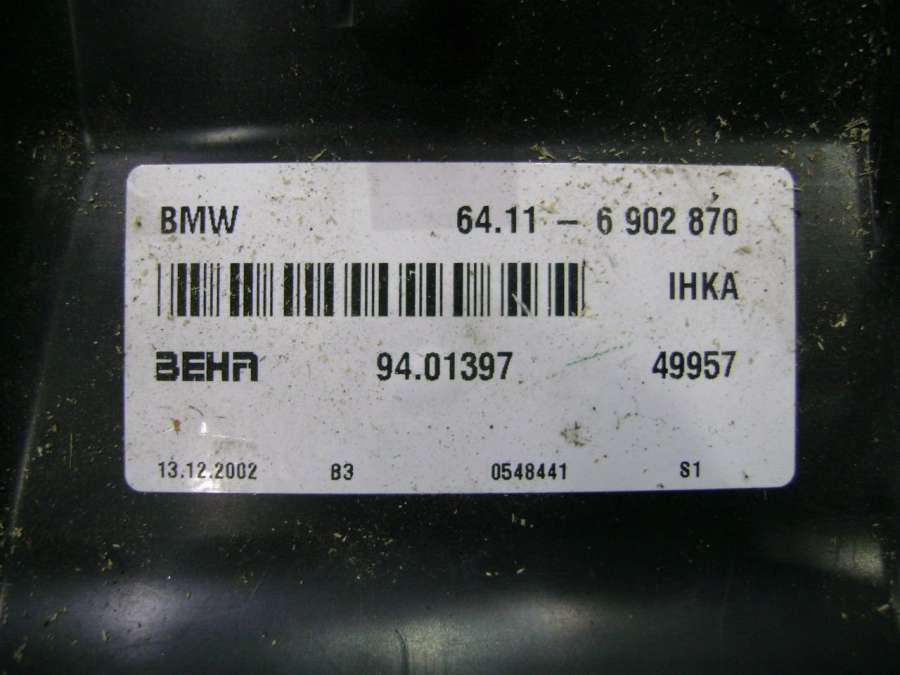 BMW 64.11 - 6 902 870
IHKA
BEHR 94.01397 49957
13.12.2002 B3 0548441 S1